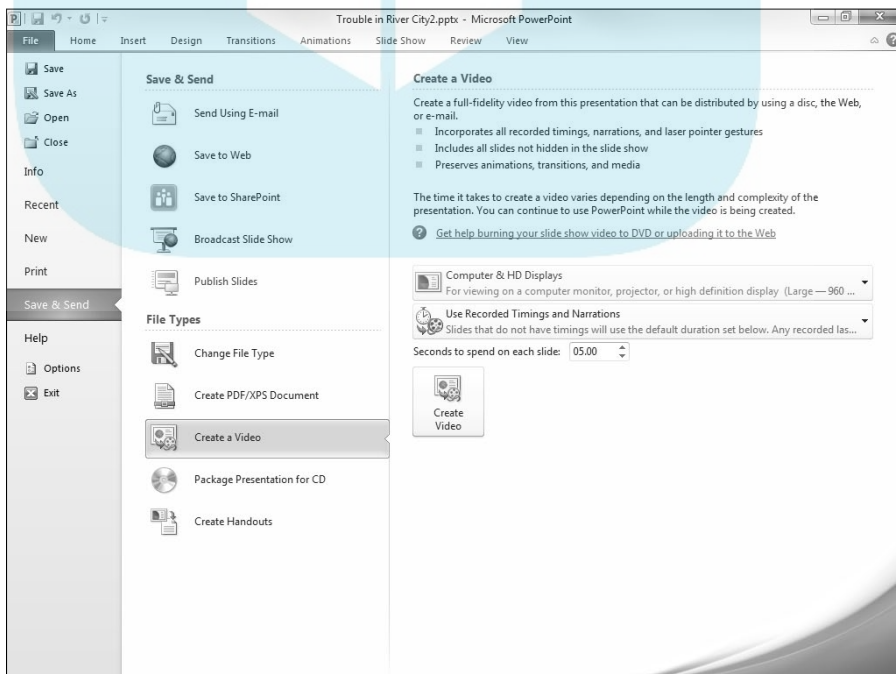 Trouble in River City2.pptx - Microsoft PowerPoint
File Home Insert Design Transitions Animations Slide Show Review View
Save
Save As
Open
Close
Info
Recent
New
Print
Save & Send
Help
Options
Exit
Save & Send
Send Using E-mail
Save to Web
Save to SharePoint
Broadcast Slide Show
Publish Slides
File Types
Change File Type
Create PDF/XPS Document
Create a Video
Package Presentation for CD
Create Handouts
Create a Video
Create a full-fidelity video from this presentation that can be distributed by using a disc, the Web,
or e-mail.
Incorporates all recorded timings, narrations, and laser pointer gestures
Includes all slides not hidden in the slide show
Preserves animations, transitions, and media
The time it takes to create a video varies depending on the length and complexity of the
presentation. You can continue to use PowerPoint while the video is being created.
Get help burning your slide show video to DVD or uploading it to the Web
Computer & HD Displays
For viewing on a computer monitor, projector, or high definition display (Large — 960 ...
Use Recorded Timings and Narrations
Slides that do not have timings will use the default duration set below. Any recorded las...
Seconds to spend on each slide: 05.00
Create
Video